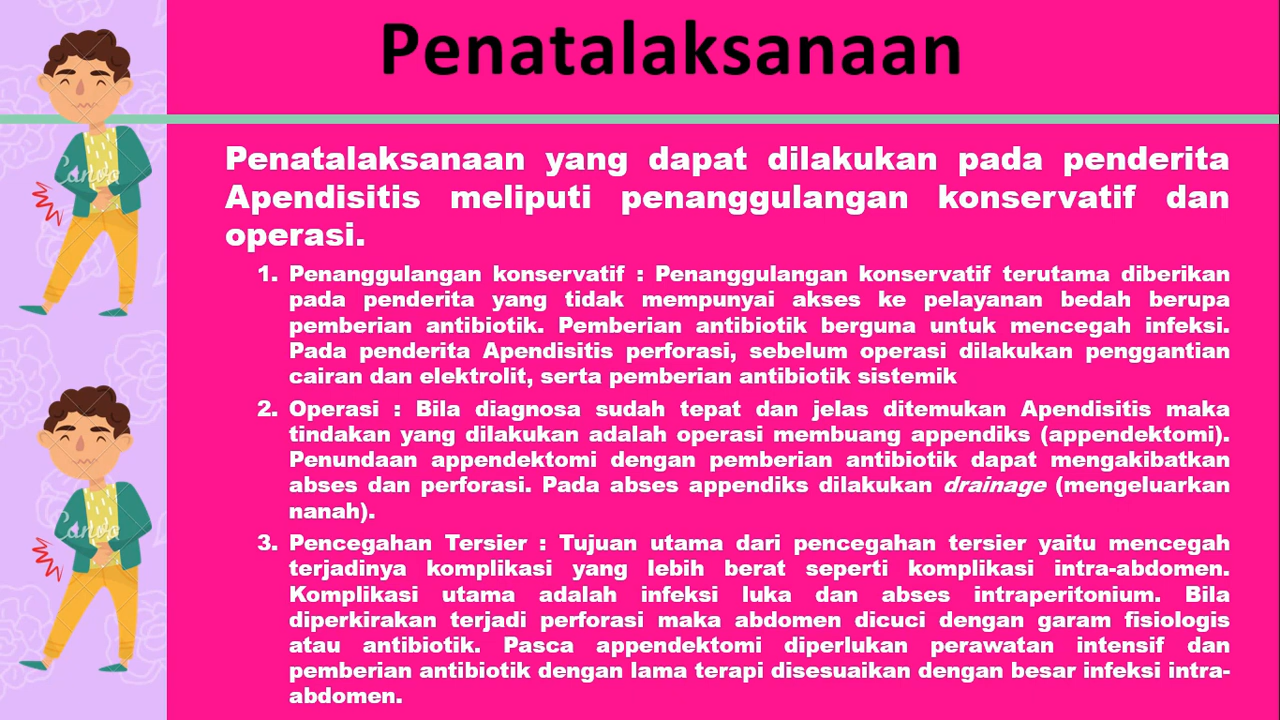 Penatalaksanaan
Canva
Canva
Penatalaksanaan yang dapat dilakukan pada penderita
Apendisitis meliputi penanggulangan konservatif dan
operasi.
1. Penanggulangan konservatif : Penanggulangan konservatif terutama diberikan
pada penderita yang tidak mempunyai akses ke pelayanan bedah berupa
pemberian antibiotik. Pemberian antibiotik berguna untuk mencegah infeksi.
Pada penderita Apendisitis perforasi, sebelum operasi dilakukan penggantian
cairan dan elektrolit, serta pemberian antibiotik sistemik
2. Operasi : Bila diagnosa sudah tepat dan jelas ditemukan Apendisitis maka
tindakan yang dilakukan adalah operasi membuang appendiks (appendektomi).
Penundaan appendektomi dengan pemberian antibiotik dapat mengakibatkan
abses dan perforasi. Pada abses appendiks dilakukan drainage (mengeluarkan
nanah).
3. Pencegahan Tersier : Tujuan utama dari pencegahan tersier yaitu mencegah
terjadinya komplikasi yang lebih berat seperti komplikasi intra-abdomen.
Komplikasi utama adalah infeksi luka dan abses intraperitonium. Bila
diperkirakan terjadi perforasi maka abdomen dicuci dengan garam fisiologis
atau antibiotik. Pasca appendektomi diperlukan perawatan intensif dan
pemberian antibiotik dengan lama terapi disesuaikan dengan besar infeksi intra-
abdomen.